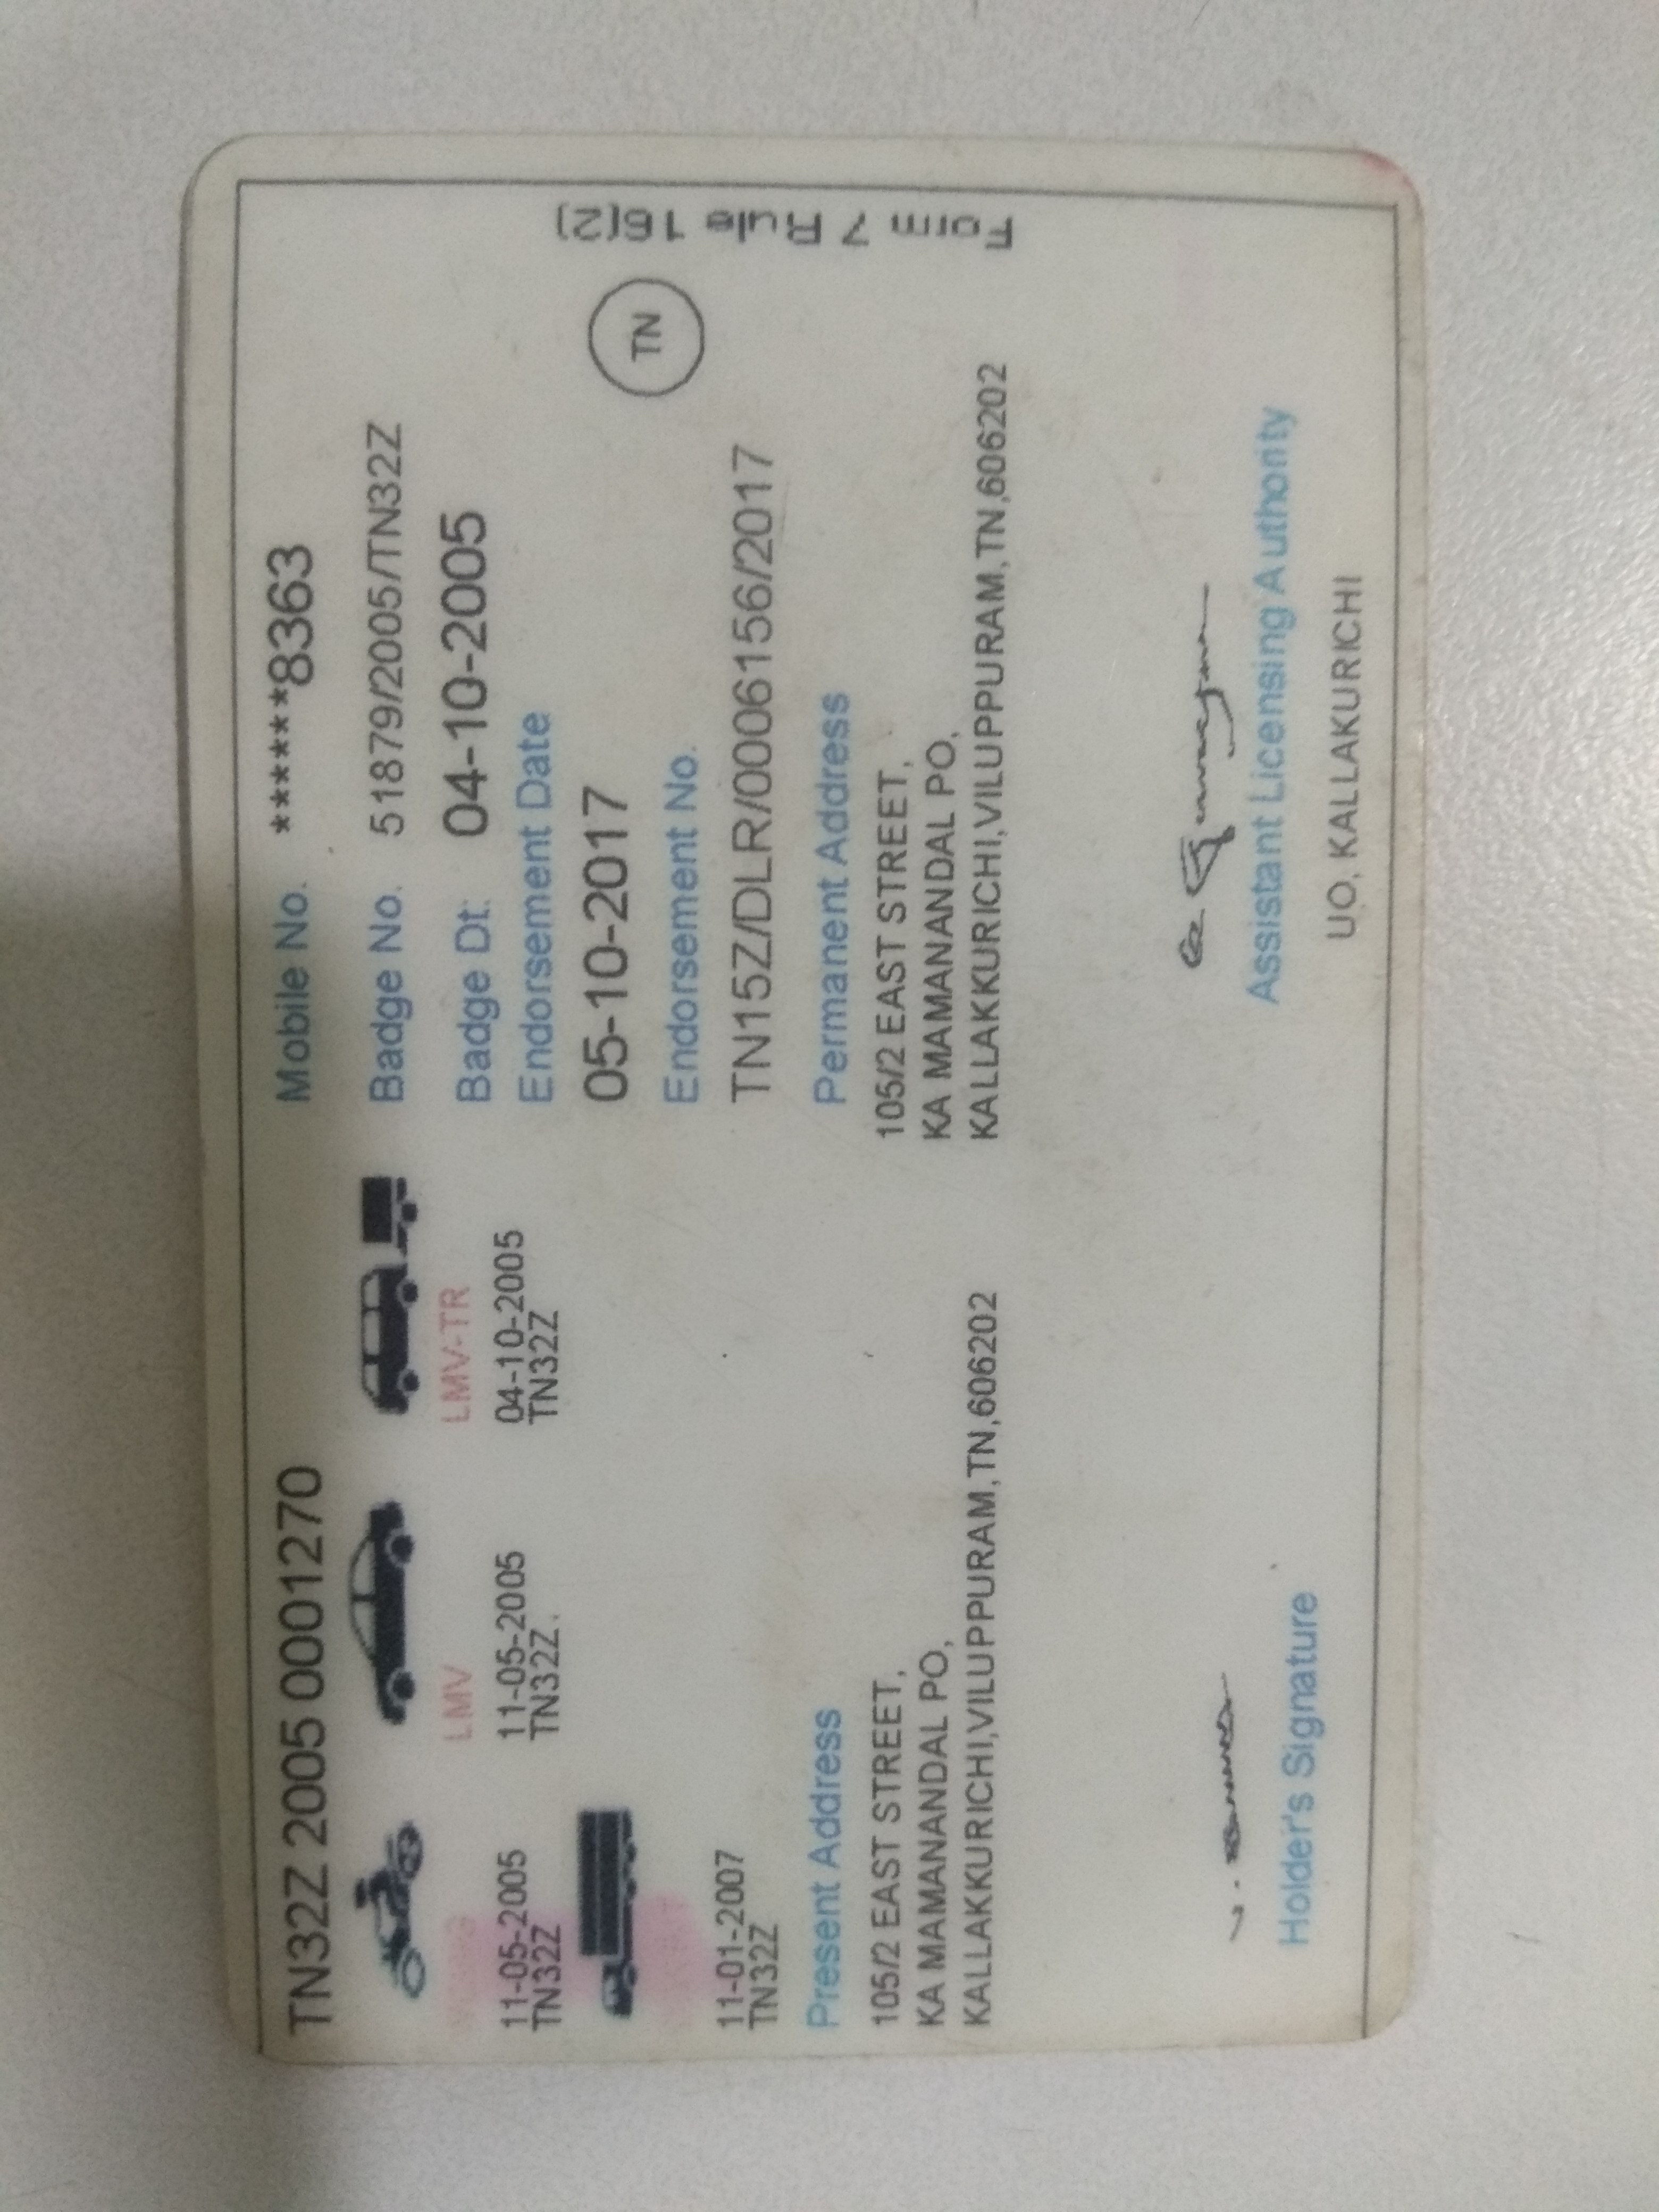 TN32Z 2005 0001270
LMV
LMV-TR
11-05-2005
TN32Z
11-05-2005
TN32Z.
04-10-2005
TN32Z
11-01-2007
TN32Z
Present Address
105/2 EAST STREET,
KA MAMANANDAL PO,
KALLAKKURICHI,VILUPPURAM,TN,606202
Holder's Signature
Mobile No. ******8363
Badge No. 51879/2005/TN32Z
Badge Dt: 04-10-2005
Endorsement Date
05-10-2017
TN
Endorsement No.
TN15Z/DLR/0006156/2017
Permanent Address
105/2 EAST STREET,
KA MAMANANDAL PO,
KALLAKKURICHI,VILUPPURAM,TN,606202
Assistant Licensing Authority
UO, KALLAKURICHI
Form 7 Rule 16(2)